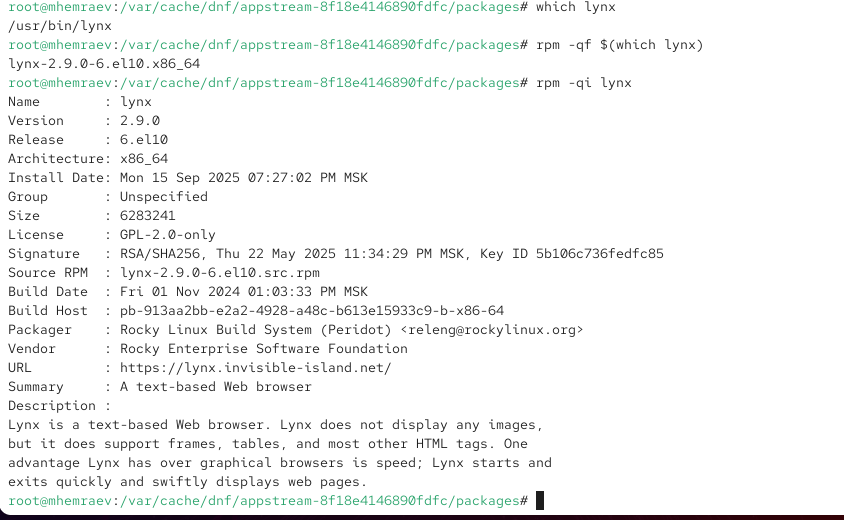 root@mhemraev:/var/cache/dnf/appstream-8f18e4146890fdfc/packages# which lynx
/usr/bin/lynx
root@mhemraev:/var/cache/dnf/appstream-8f18e4146890fdfc/packages# rpm -qf $(which lynx)
lynx-2.9.0-6.el10.x86_64
root@mhemraev:/var/cache/dnf/appstream-8f18e4146890fdfc/packages# rpm -qi lynx
Name        : lynx
Version     : 2.9.0
Release     : 6.el10
Architecture: x86_64
Install Date: Mon 15 Sep 2025 07:27:02 PM MSK
Group       : Unspecified
Size        : 6283241
License     : GPL-2.0-only
Signature   : RSA/SHA256, Thu 22 May 2025 11:34:29 PM MSK, Key ID 5b106c736fedfc85
Source RPM  : lynx-2.9.0-6.el10.src.rpm
Build Date  : Fri 01 Nov 2024 01:03:33 PM MSK
Build Host  : pb-913aa2bb-e2a2-4928-a48c-b613e15933c9-b-x86-64
Packager    : Rocky Linux Build System (Peridot) <releng@rockylinux.org>
Vendor      : Rocky Enterprise Software Foundation
URL         : https://lynx.invisible-island.net/
Summary     : A text-based Web browser
Description :
Lynx is a text-based Web browser. Lynx does not display any images,
but it does support frames, tables, and most other HTML tags. One
advantage Lynx has over graphical browsers is speed; Lynx starts and
exits quickly and swiftly displays web pages.
root@mhemraev:/var/cache/dnf/appstream-8f18e4146890fdfc/packages#